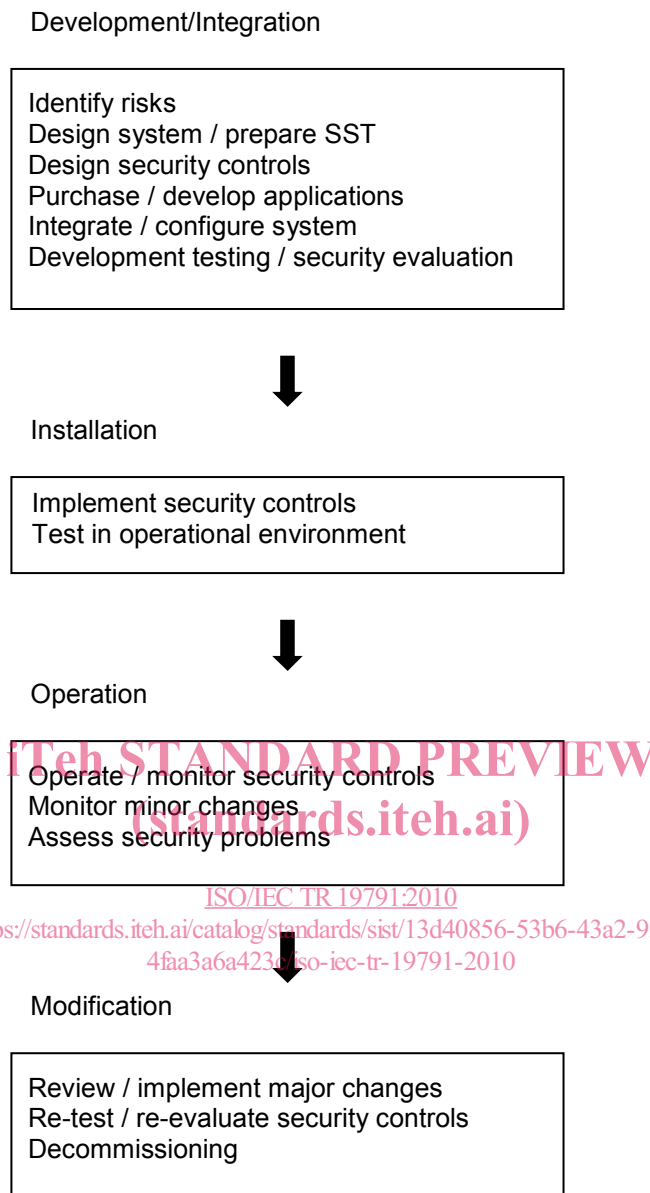 Development/Integration
Identify risks
Design system / prepare SST
Design security controls
Purchase / develop applications
Integrate / configure system
Development testing / security evaluation
Installation
Implement security controls
Test in operational environment
Operation
iTeh STANDARD PREVIEW
Operate / monitor security controls
Monitor minor changes
(standards.iteh.ai)
Assess security problems
ISO/IEC TR 19791:2010
ps://standards.iteh.ai/catalog/standards/sist/13d40856-53b6-43a2-9
4faa3a6a423c/iso-iec-tr-19791-2010
Modification
Review / implement major changes
Re-test / re-evaluate security controls
Decommissioning